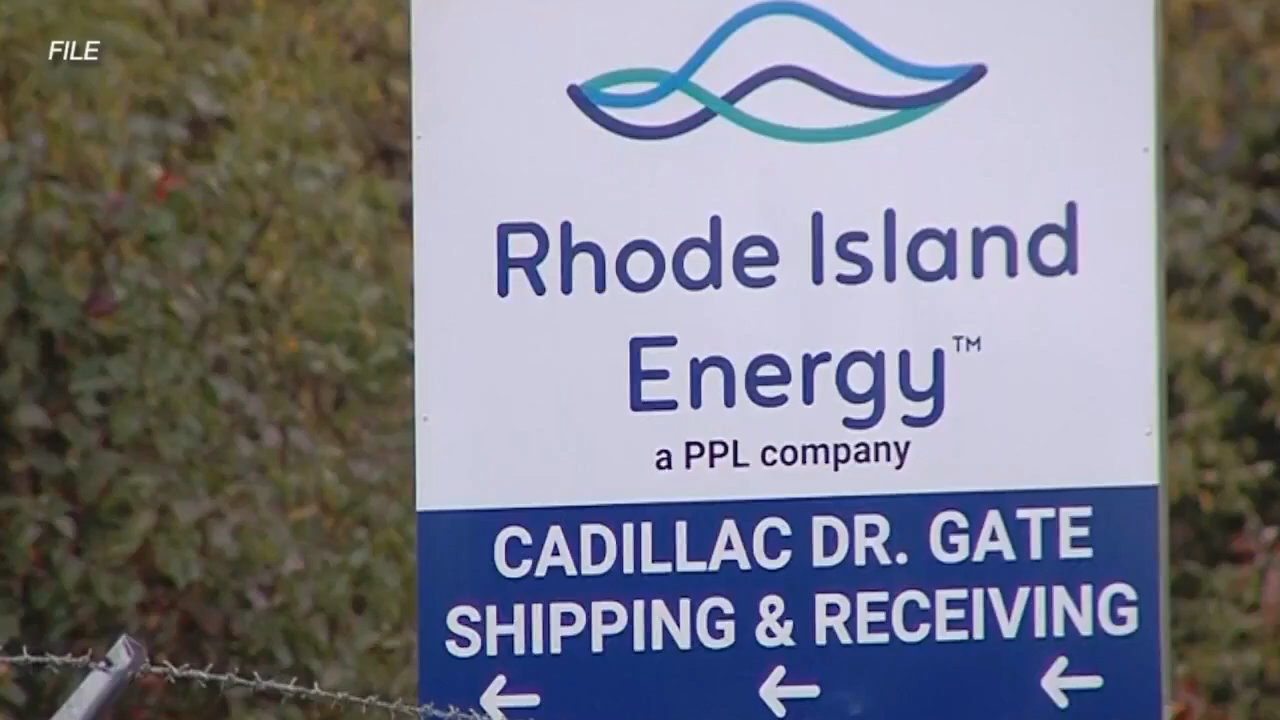 FILE
Rhode Island
Energy™
a PPL company
CADILLAC DR. GATE
SHIPPING & RECEIVING
← ← ←